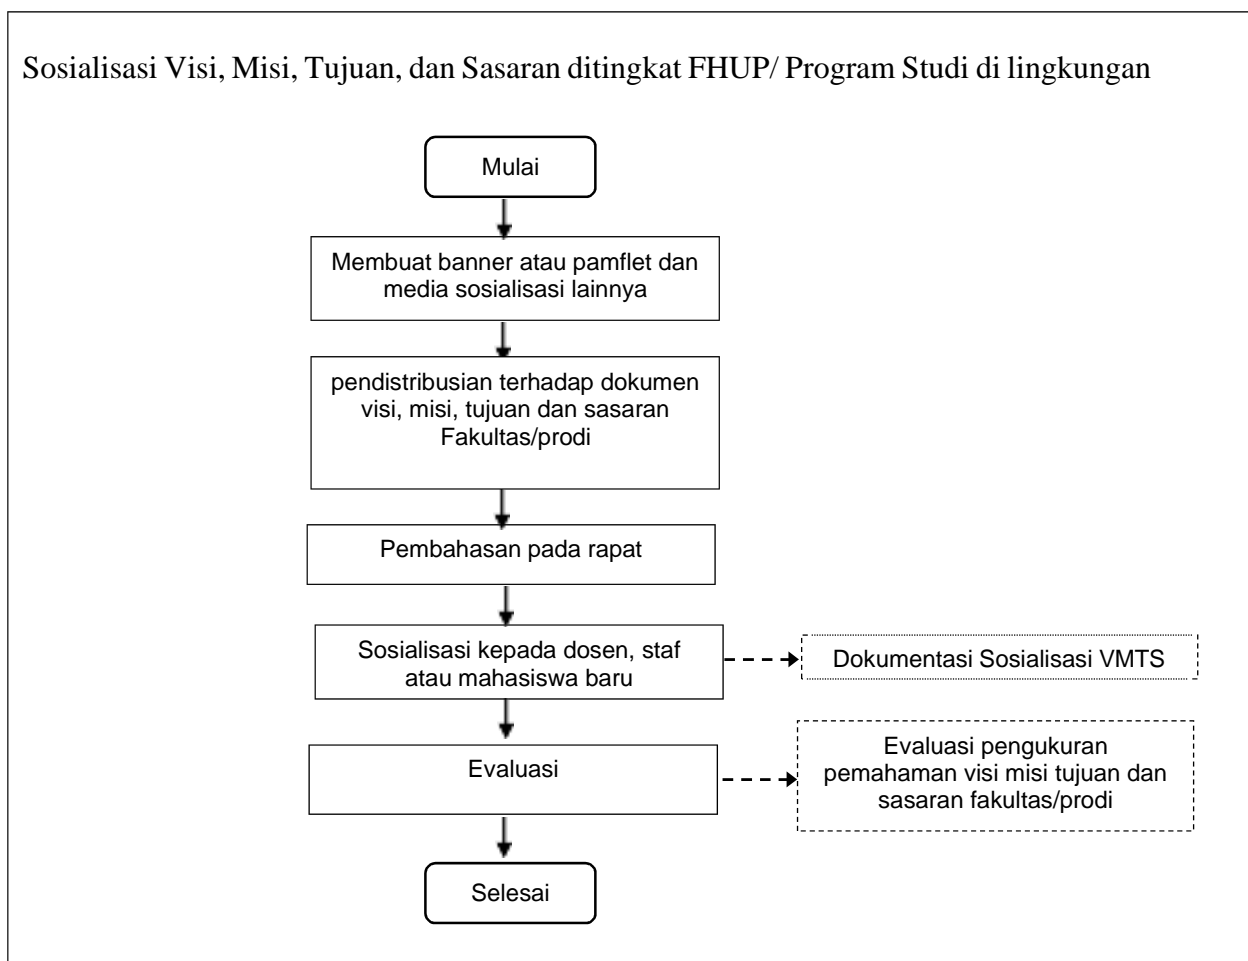 Sosialisasi Visi, Misi, Tujuan, dan Sasaran ditingkat FHUP/ Program Studi di lingkungan
Mulai
Membuat banner atau pamflet dan
media sosialisasi lainnya
pendistribusian terhadap dokumen
visi, misi, tujuan dan sasaran
Fakultas/prodi
Pembahasan pada rapat
Sosialisasi kepada dosen, staf
atau mahasiswa baru
Dokumentasi Sosialisasi VMTS
Evaluasi
Evaluasi pengukuran
pemahaman visi misi tujuan dan
sasaran fakultas/prodi
Selesai